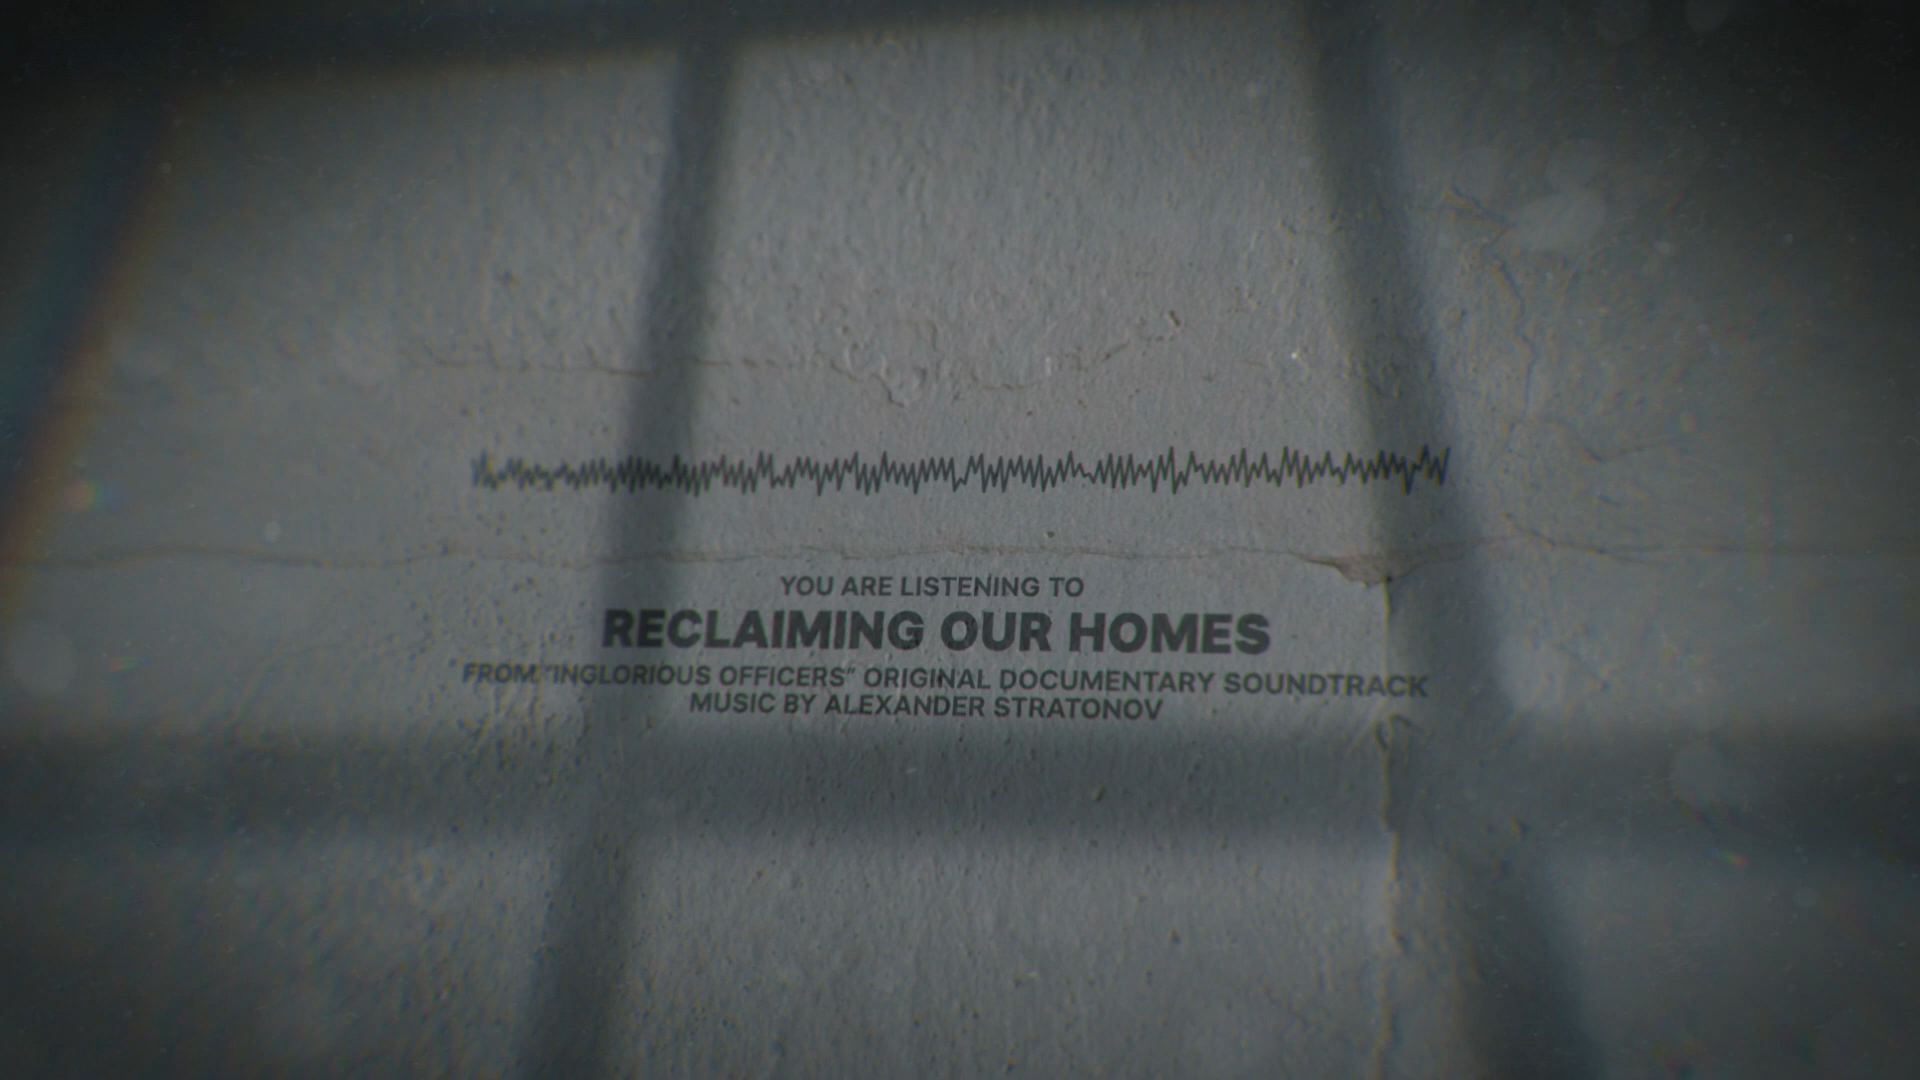 YOU ARE LISTENING TO
RECLAIMING OUR HOMES
FROM "INGLORIOUS OFFICERS" ORIGINAL DOCUMENTARY SOUNDTRACK
MUSIC BY ALEXANDER STRATONOV